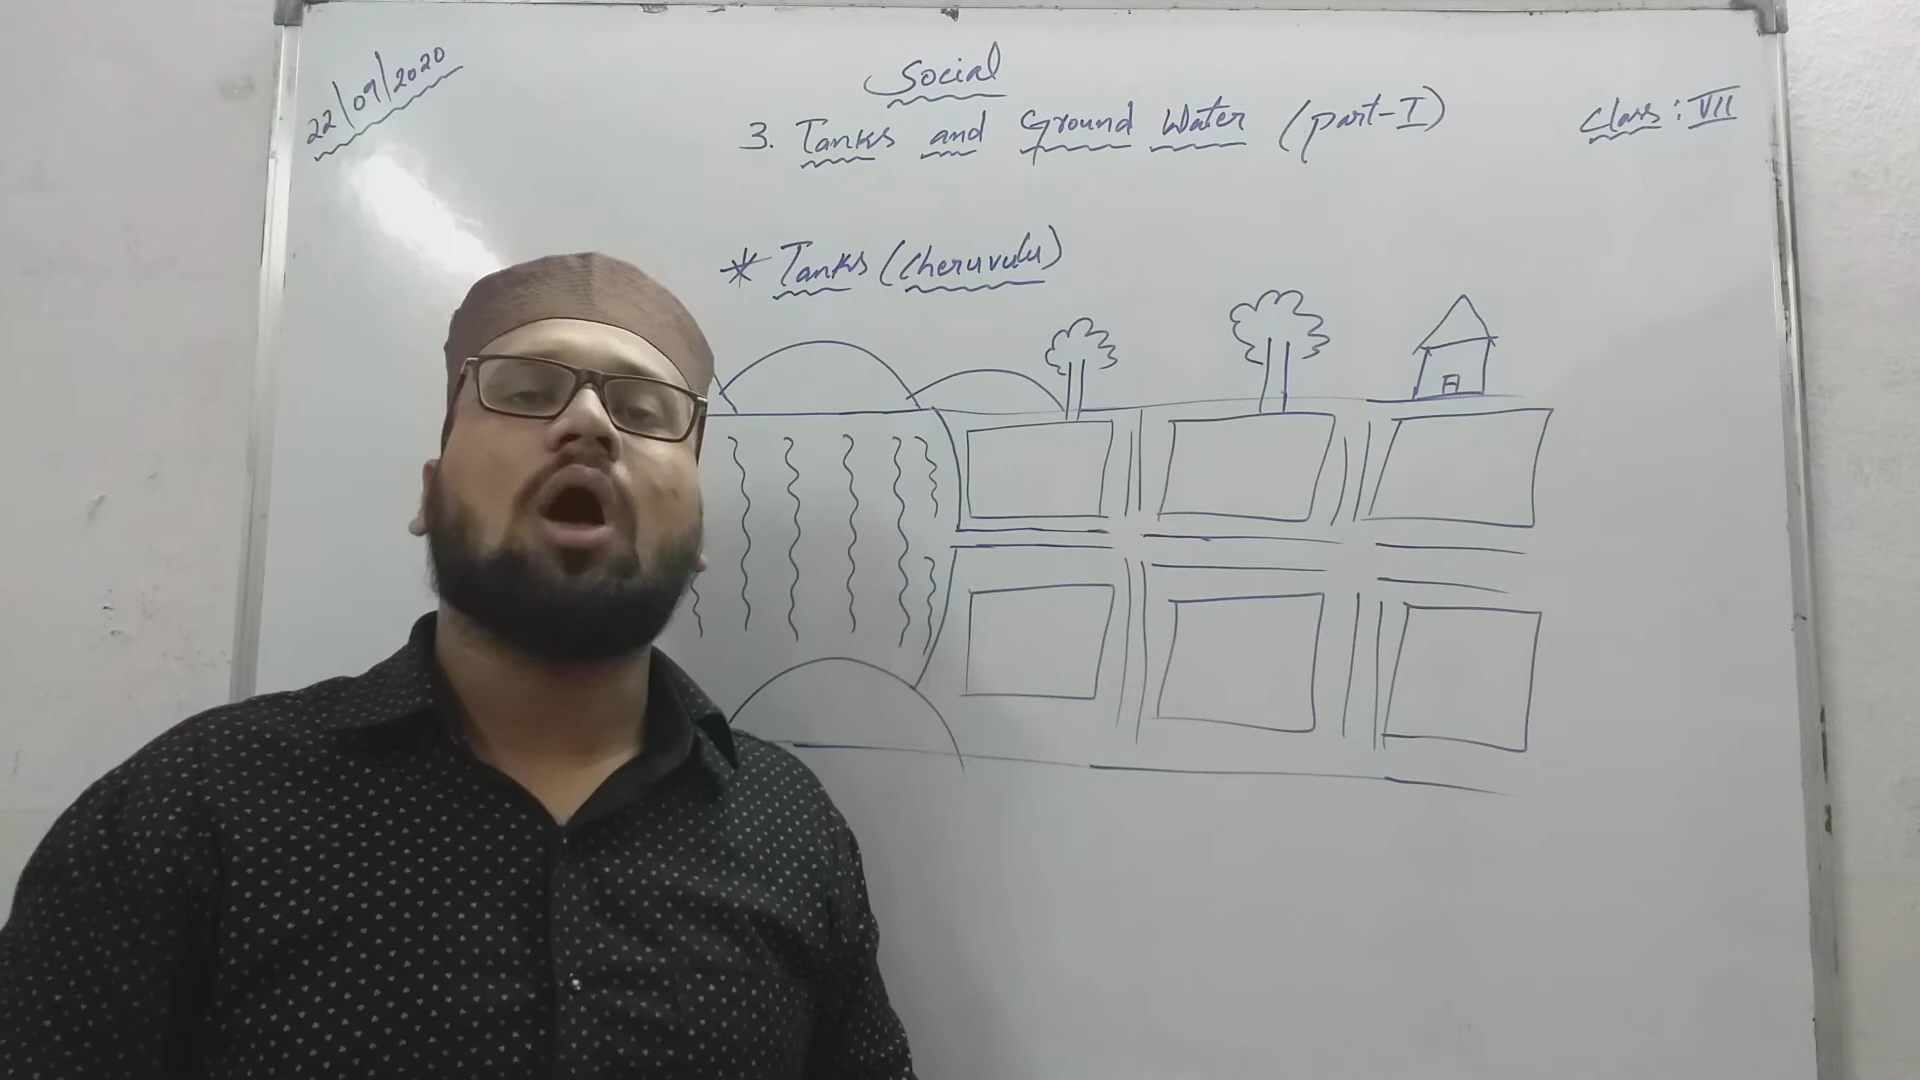 22/09/2020
Social
3. Tanks and Ground Water (part-I)
Class: VII
* Tanks (Cheruvulu)